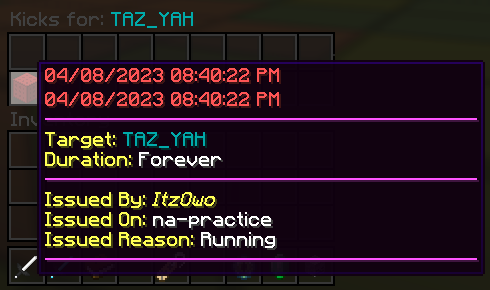 Kicks for: TAZ_YAH
04/08/2023 08:40:22 PM
04/08/2023 08:40:22 PM
Target: TAZ_YAH
Duration: Forever
Inv
Issued By: ItzOwo
Issued On: na-practice
Issued Reason: Running